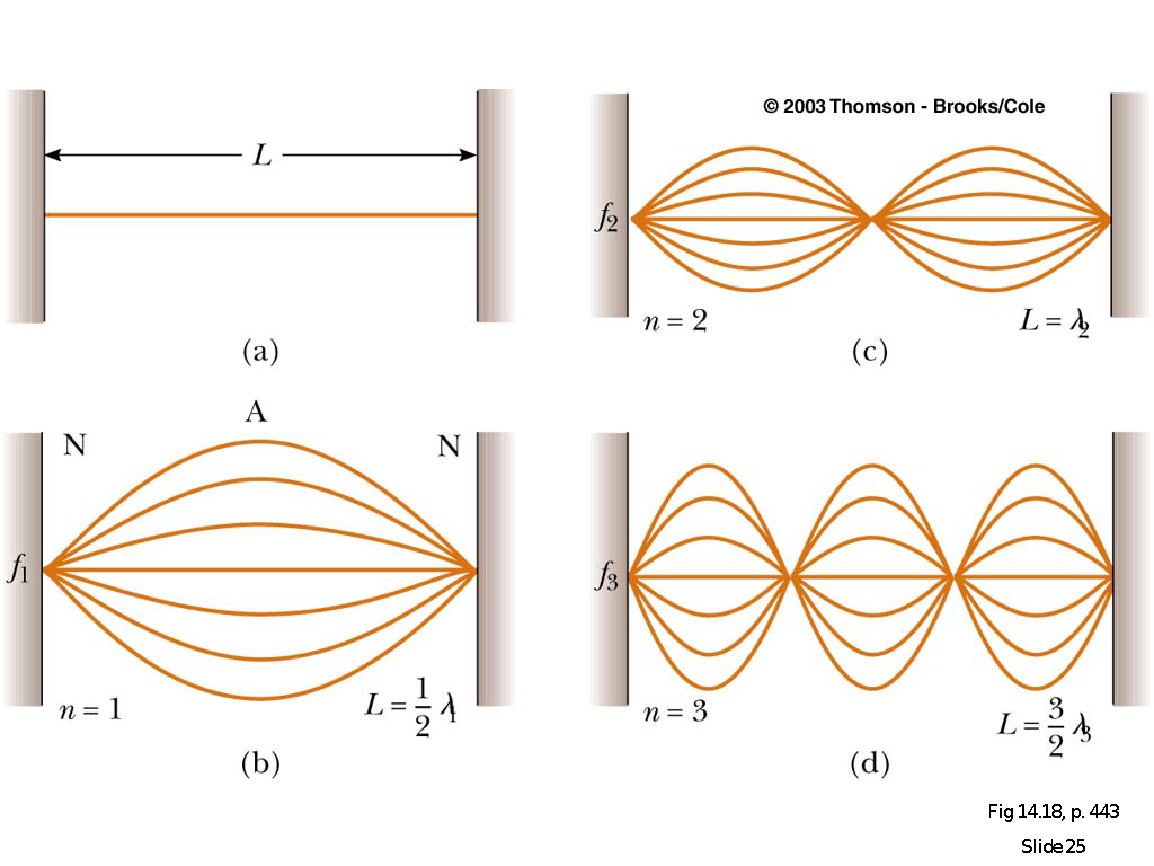 L
(a)
© 2003 Thomson - Brooks/Cole
f2
n = 2
L = λ2
(c)
A
N
N
f1
n = 1
L = 1/2 λ1
(b)
f3
n = 3
L = 3/2 λ3
(d)
Fig 14.18, p. 443
Slide 25